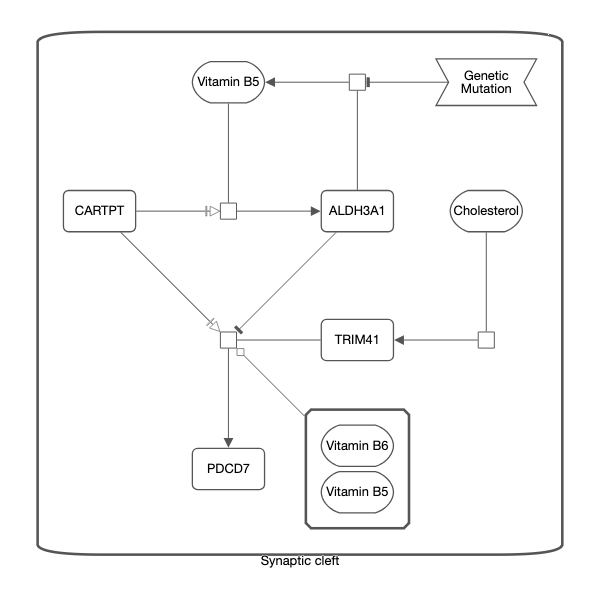 Vitamin B5
Genetic
Mutation
CARTPT
ALDH3A1
Cholesterol
TRIM41
PDCD7
Vitamin B6
Vitamin B5
Synaptic cleft